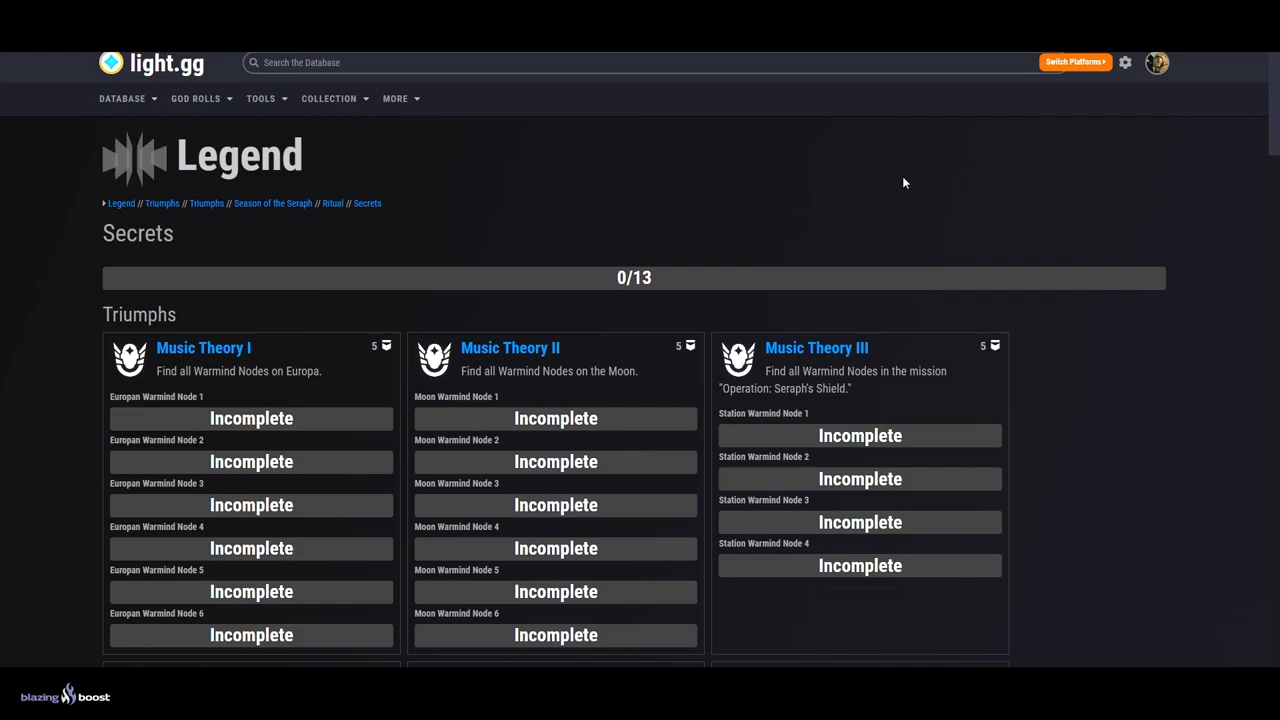 light.gg
Search the Database
Switch Platforms
DATABASE GOD ROLLS TOOLS COLLECTION MORE
Legend
Legend // Triumphs // Triumphs // Season of the Seraph // Ritual // Secrets
Secrets
0/13
Triumphs
Music Theory I 5
Find all Warmind Nodes on Europa.
Europan Warmind Node 1
Incomplete
Europan Warmind Node 2
Incomplete
Europan Warmind Node 3
Incomplete
Europan Warmind Node 4
Incomplete
Europan Warmind Node 5
Incomplete
Europan Warmind Node 6
Incomplete
Music Theory II 5
Find all Warmind Nodes on the Moon.
Moon Warmind Node 1
Incomplete
Moon Warmind Node 2
Incomplete
Moon Warmind Node 3
Incomplete
Moon Warmind Node 4
Incomplete
Moon Warmind Node 5
Incomplete
Moon Warmind Node 6
Incomplete
Music Theory III 5
Find all Warmind Nodes in the mission
"Operation: Seraph's Shield."
Station Warmind Node 1
Incomplete
Station Warmind Node 2
Incomplete
Station Warmind Node 3
Incomplete
Station Warmind Node 4
Incomplete
blazing boost